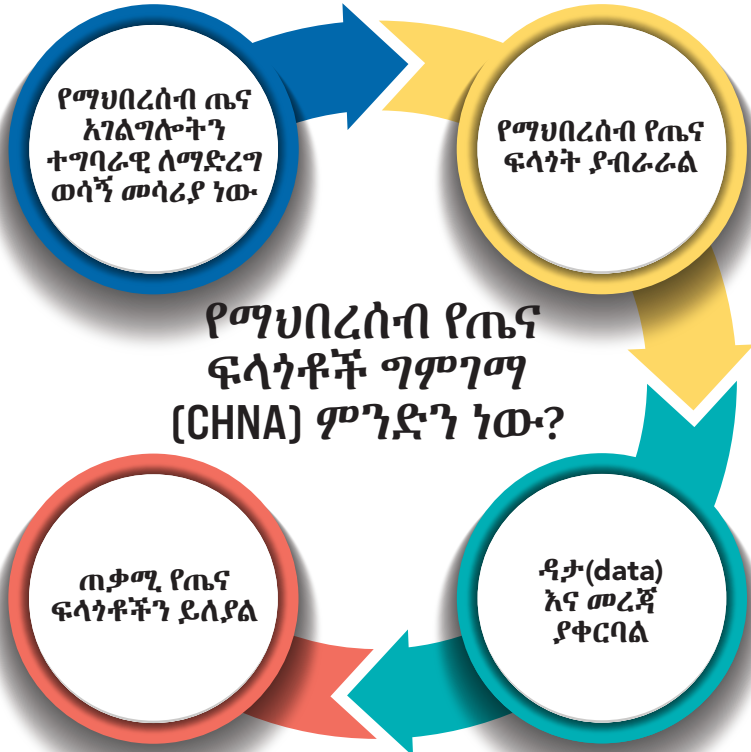 የማህበረሰብ ጤና
አገልግሎትን
ተግባራዊ ለማድረግ
ወሳኝ መሳሪያ ነው
የማህበረሰብ የጤና
ፍላጎት ያብራራል
የማህበረሰብ የጤና
ፍላጎቶች ግምገማ
(CHNA) ምንድን ነው?
ዳታ(data)
እና መረጃ
ያቀርባል
ጠቃሚ የጤና
ፍላጎቶችን ይለያል